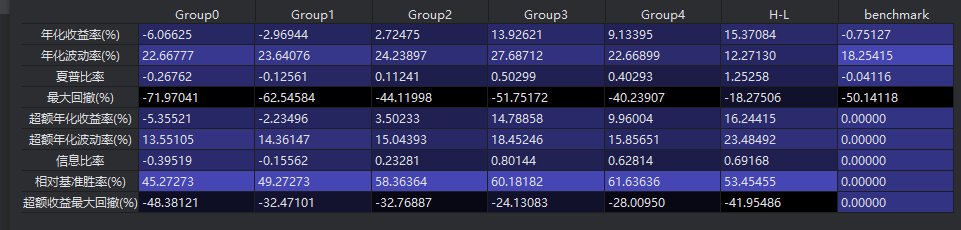 Group0 Group1 Group2 Group3 Group4 H-L benchmark
年化收益率(%) -6.06625 -2.96944 2.72475 13.92621 9.13395 15.37084 -0.75127
年化波动率(%) 22.66777 23.64076 24.23897 27.68712 22.66899 12.27130 18.25415
夏普比率 -0.26762 -0.12561 0.11241 0.50299 0.40293 1.25258 -0.04116
最大回撤(%) -71.97041 -62.54584 -44.11998 -51.75172 -40.23907 -18.27506 -50.14118
超额年化收益率(%) -5.35521 -2.23496 3.50233 14.78858 9.96004 16.24415 0.00000
超额年化波动率(%) 13.55105 14.36147 15.04393 18.45246 15.85651 23.48492 0.00000
信息比率 -0.39519 -0.15562 0.23281 0.80144 0.62814 0.69168 0.00000
相对基准胜率(%) 45.27273 49.27273 58.36364 60.18182 61.63636 53.45455 0.00000
超额收益最大回撤(%) -48.38121 -32.47101 -32.76887 -24.13083 -28.00950 -41.95486 0.00000